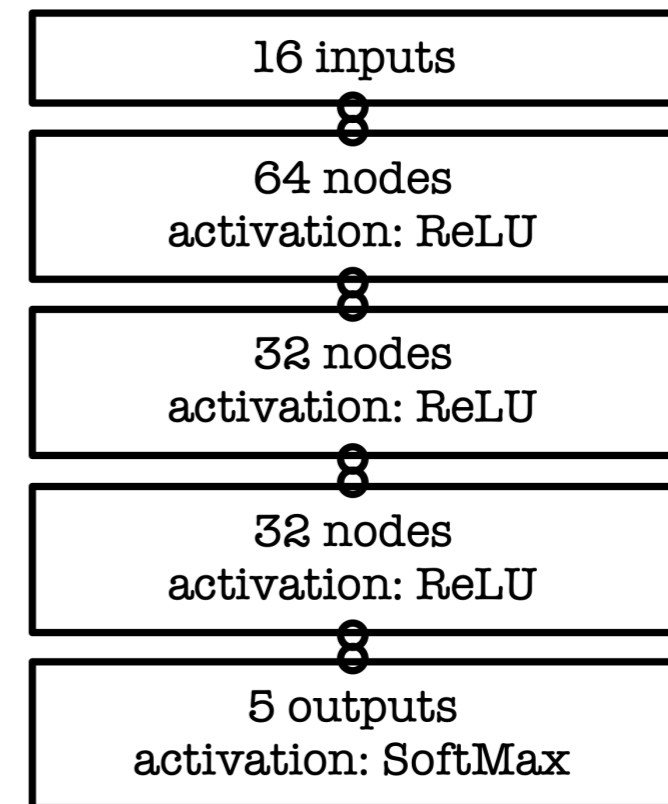 16 inputs
64 nodes
activation: ReLU
32 nodes
activation: ReLU
32 nodes
activation: ReLU
5 outputs
activation: SoftMax